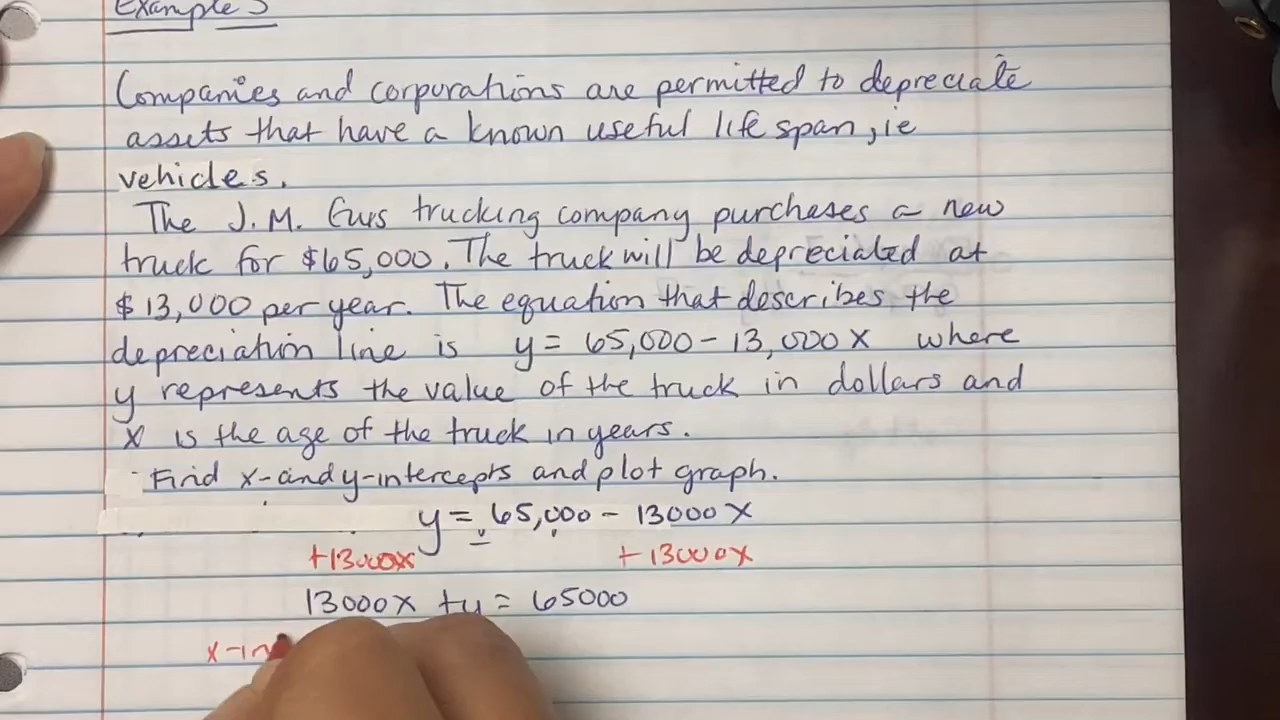 Example 3
Companies and corporations are permitted to depreciate
assets that have a known useful life span, ie
vehicles.
The J. M. Gurs trucking company purchases a new
truck for $65,000. The truck will be depreciated at
$13,000 per year. The equation that describes the
depreciation line is y = 65,000 - 13,000x where
y represents the value of the truck in dollars and
x is the age of the truck in years.
Find x-and y-intercepts and plot graph.
y = 65,000 - 13000x
+13000x +13000x
13000x + y = 65000
x-in